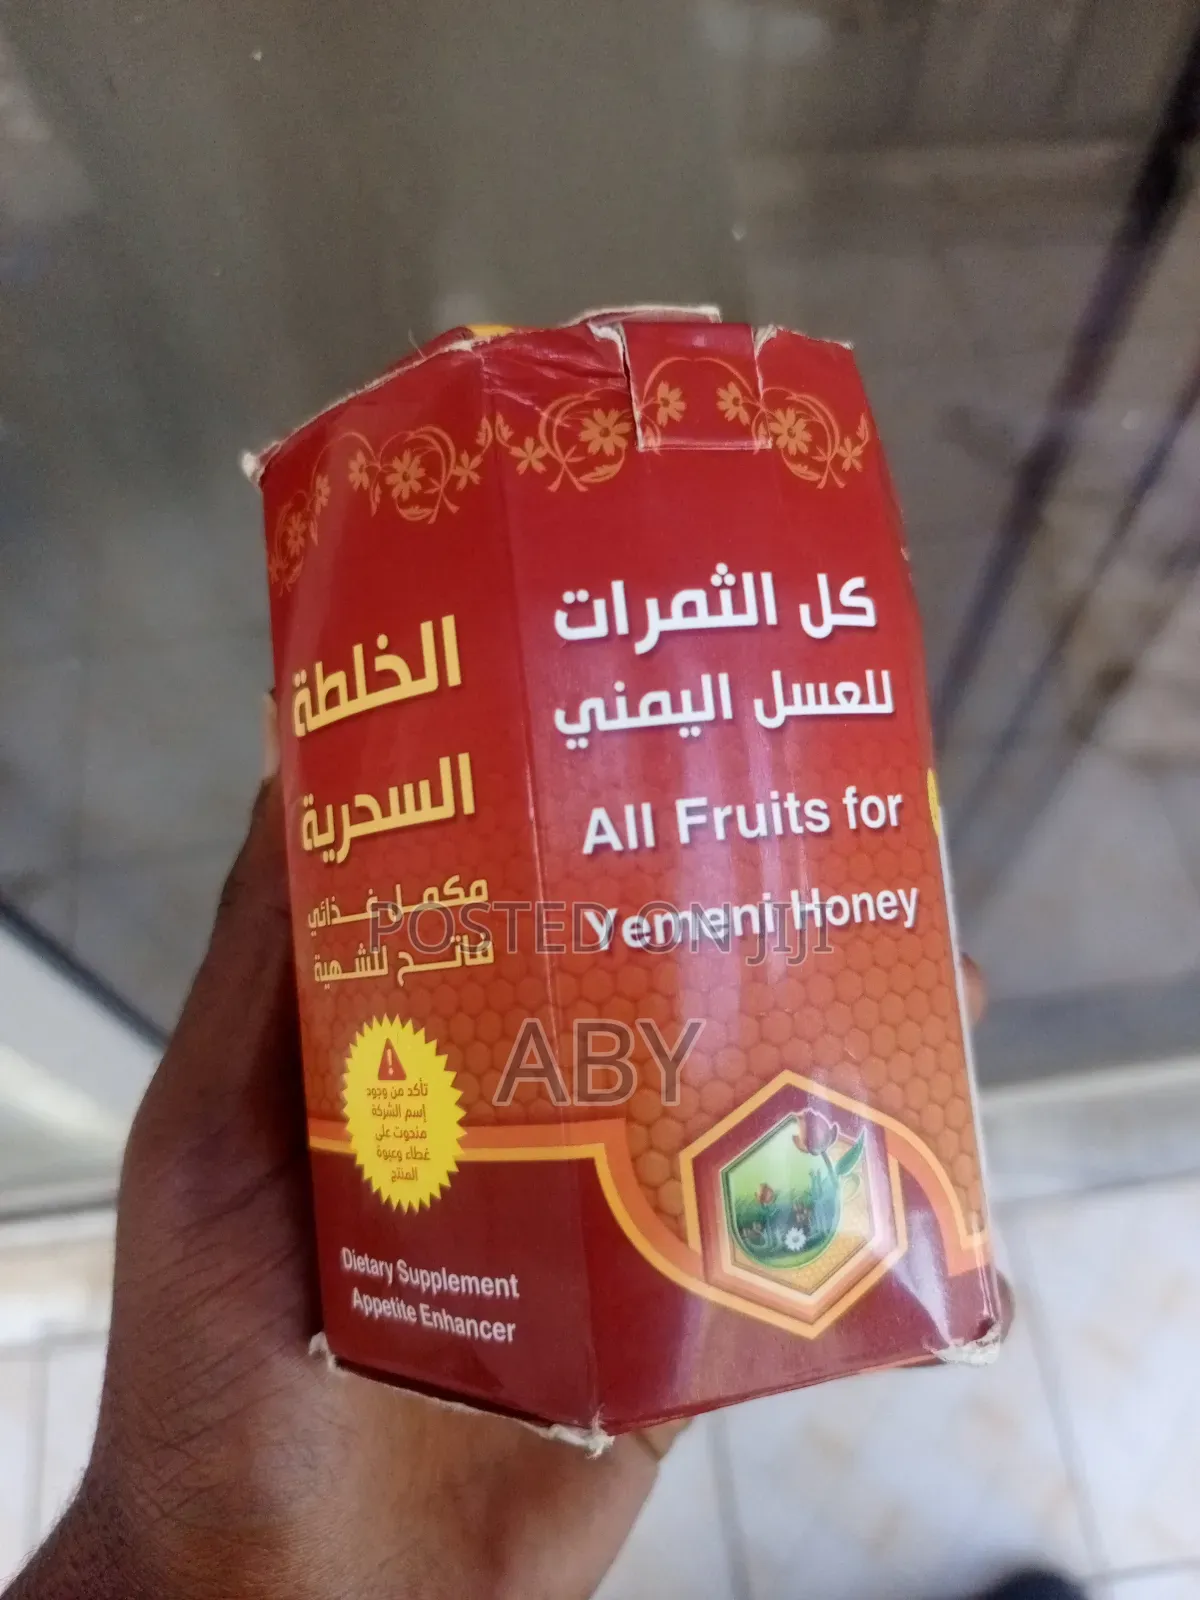 الخلطة
السحرية
مكمل غذائي
فاتح للشهية
تأكد من وجود
إسم الشركة
منحوت على
غطاء وعبوة
المنتج
Dietary Supplement
Appetite Enhancer
كل الثمرات
للعسل اليمني
All Fruits for
Yemeni Honey
POSTED ON JIJI
ABY